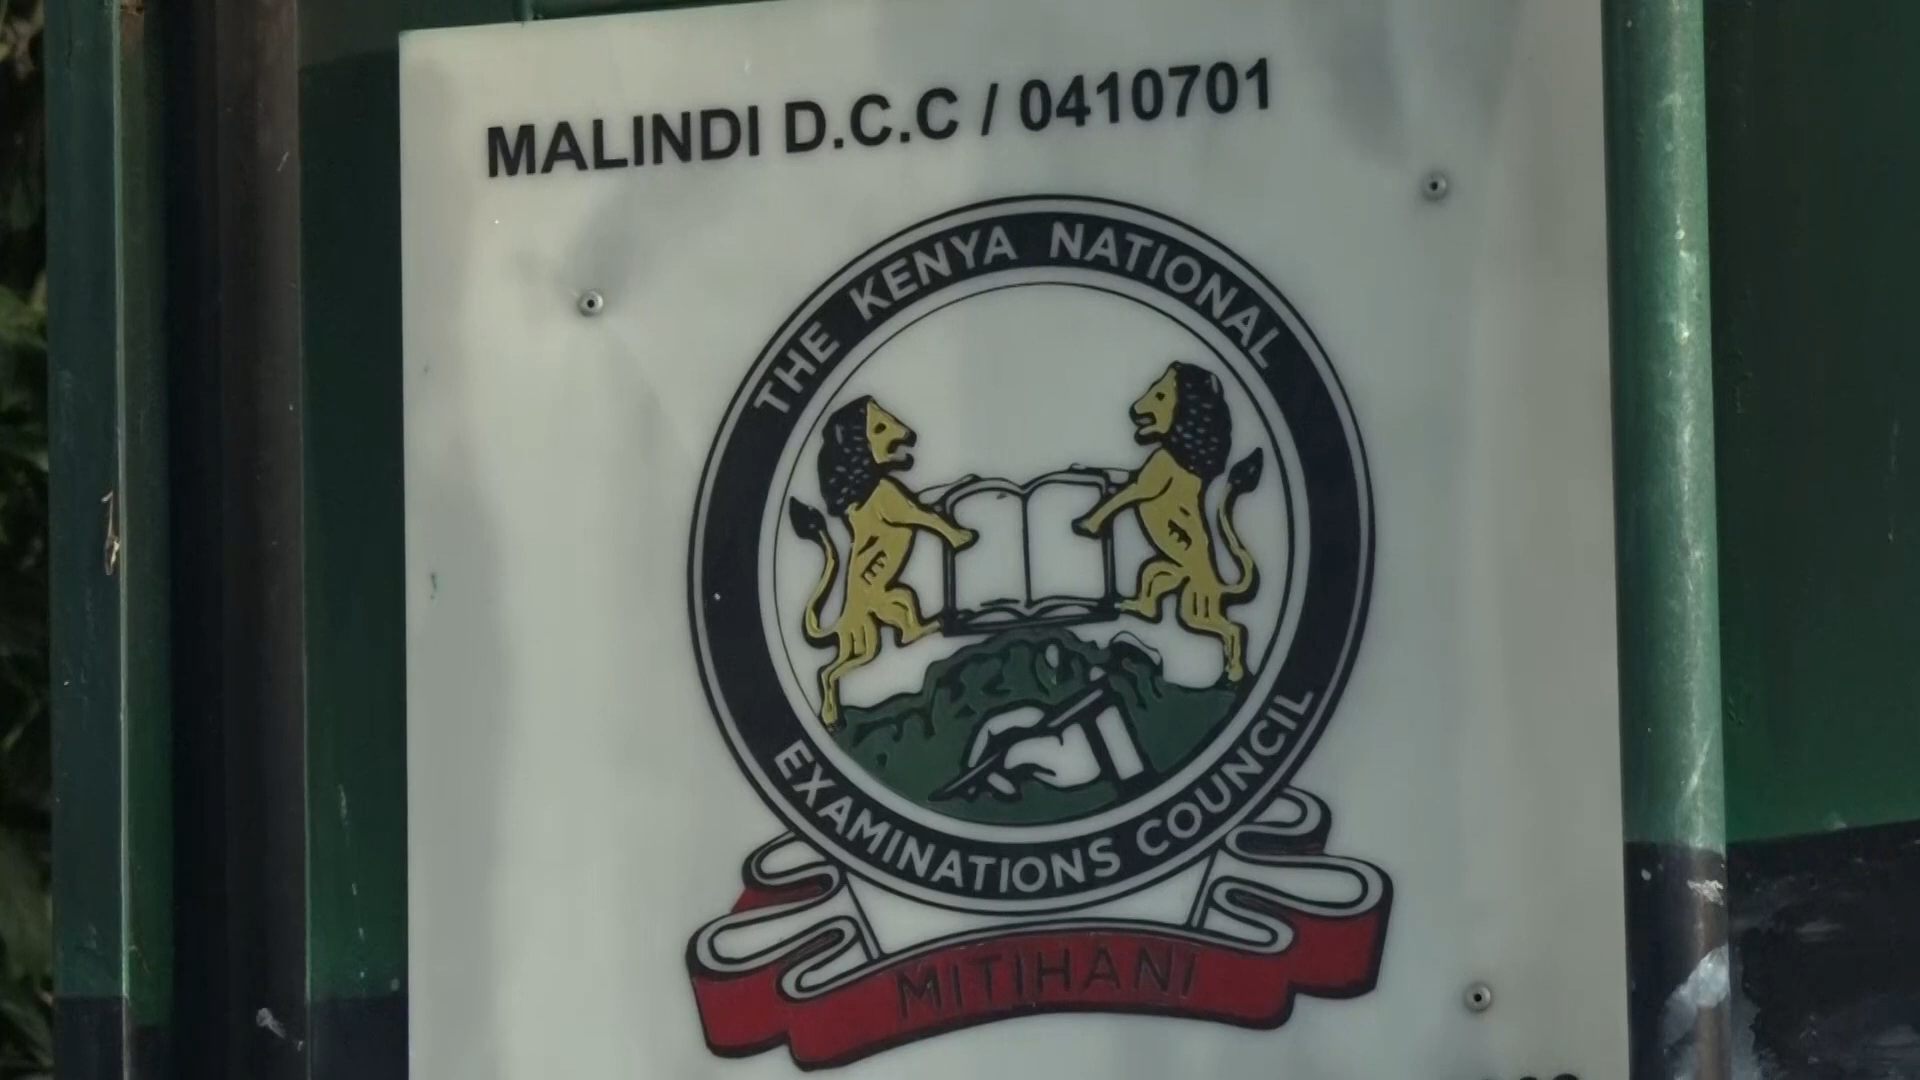 MALINDI D.C.C / 0410701
THE KENYA NATIONAL
EXAMINATIONS COUNCIL
MITIHANI